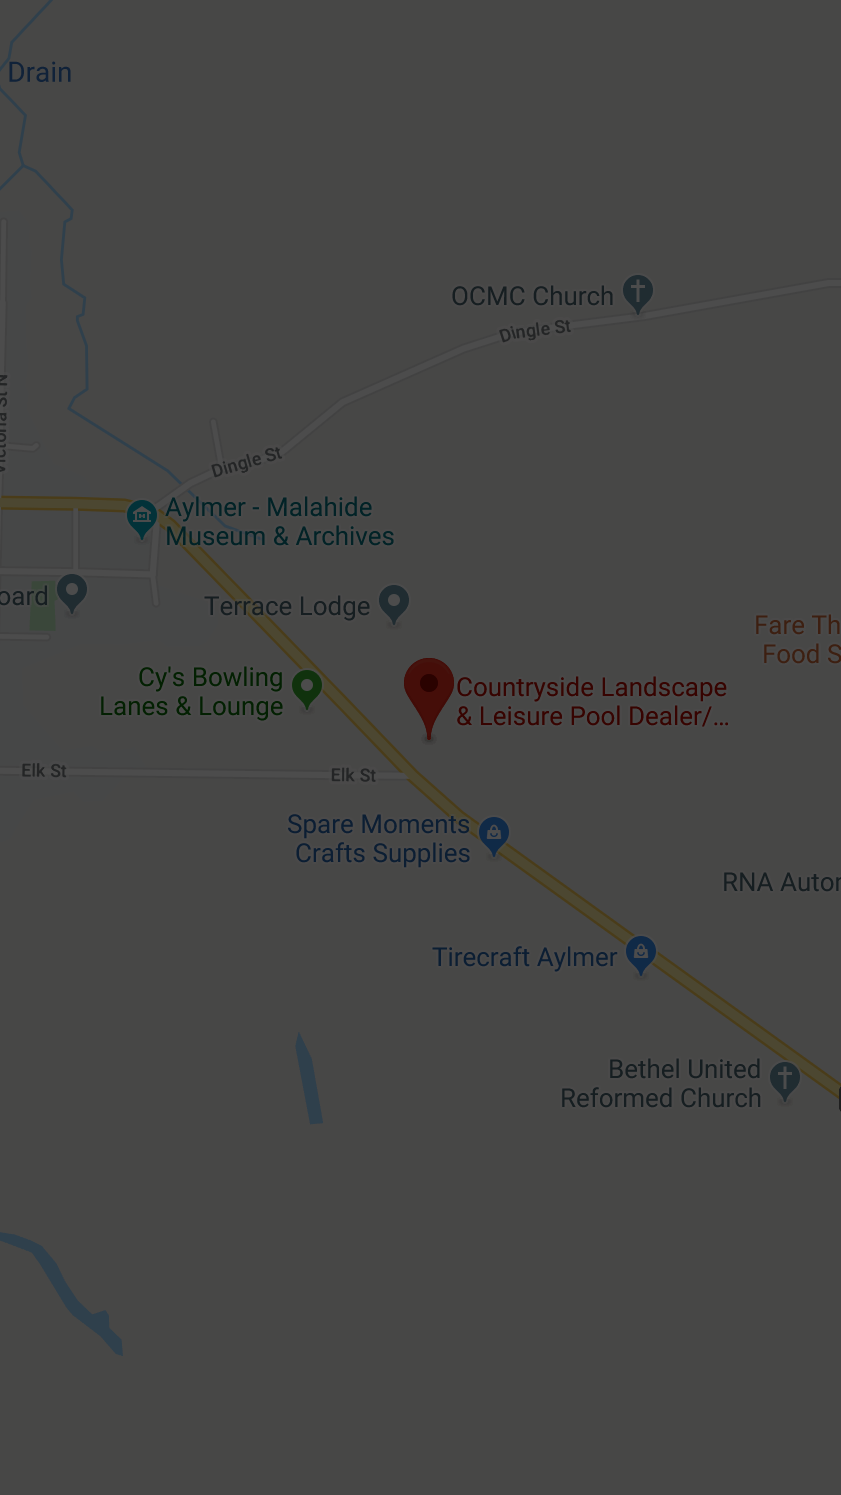 Drain
OCMC Church
Dingle St
Victoria St N
Dingle St
Aylmer - Malahide
Museum & Archives
oard
Terrace Lodge
Fare Th
Food S
Cy's Bowling
Lanes & Lounge
Countryside Landscape
& Leisure Pool Dealer/...
Elk St
Elk St
Spare Moments
Crafts Supplies
RNA Autor
Tirecraft Aylmer
Bethel United
Reformed Church